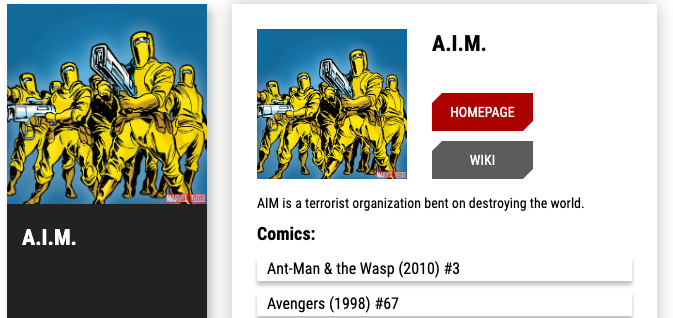 A.I.M.
A.I.M.
HOMEPAGE
WIKI
AIM is a terrorist organization bent on destroying the world.
Comics:
Ant-Man & the Wasp (2010) #3
Avengers (1998) #67
MARVEL
MARVEL